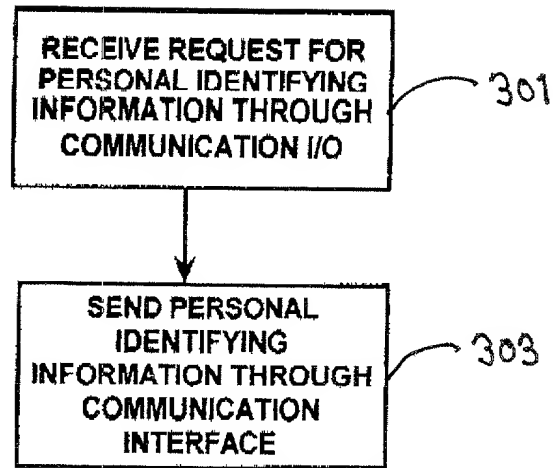 RECEIVE REQUEST FOR
PERSONAL IDENTIFYING
INFORMATION THROUGH
COMMUNICATION I/O
301
SEND PERSONAL
IDENTIFYING
INFORMATION THROUGH
COMMUNICATION
INTERFACE
303